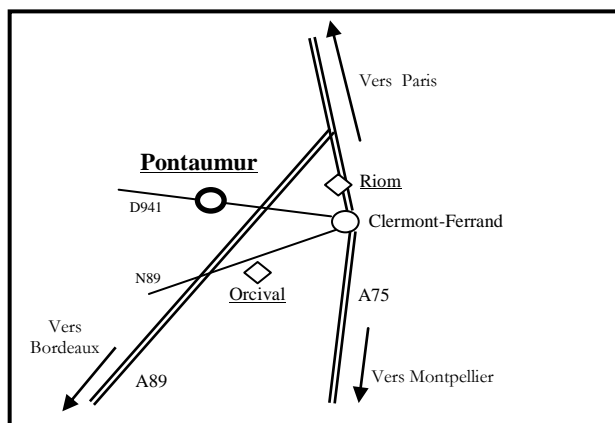 Vers Paris
Pontaumur
Riom
D941
Clermont-Ferrand
N89
Orcival
A75
Vers
Bordeaux
A89
Vers Montpellier